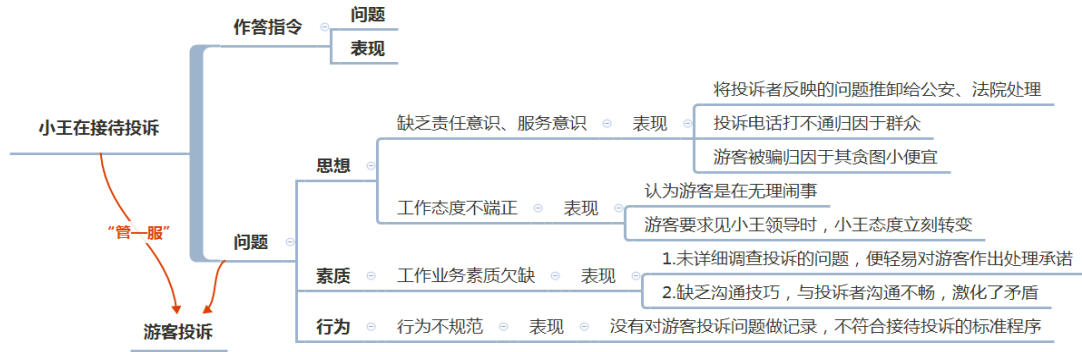 作答指令
问题
表现
小王在接待投诉
“管—服”
游客投诉
问题
思想
缺乏责任意识、服务意识
表现
将投诉者反映的问题推卸给公安、法院处理
投诉电话打不通归因于群众
游客被骗归因于其贪图小便宜
工作态度不端正
表现
认为游客是在无理闹事
游客要求见小王领导时，小王态度立刻转变
素质
工作业务素质欠缺
表现
1.未详细调查投诉的问题，便轻易对游客作出处理承诺
2.缺乏沟通技巧，与投诉者沟通不畅，激化了矛盾
行为
行为不规范
表现
没有对游客投诉问题做记录，不符合接待投诉的标准程序